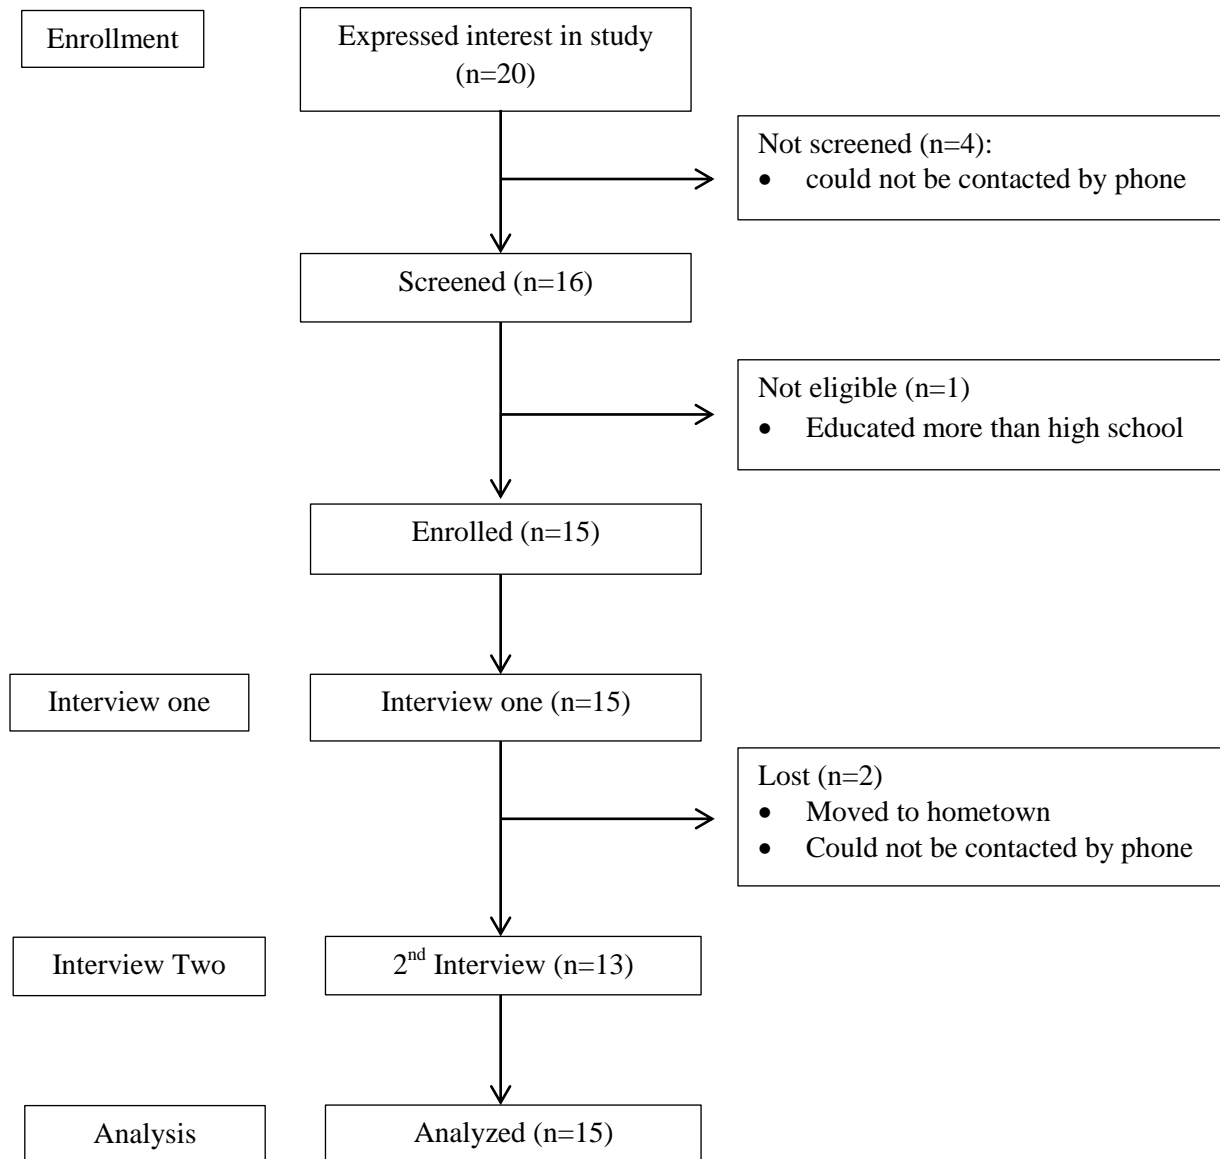 Enrollment
Expressed interest in study
(n=20)
Not screened (n=4):
• could not be contacted by phone
Screened (n=16)
Not eligible (n=1)
• Educated more than high school
Enrolled (n=15)
Interview one
Interview one (n=15)
Lost (n=2)
• Moved to hometown
• Could not be contacted by phone
Interview Two
2nd Interview (n=13)
Analysis
Analyzed (n=15)